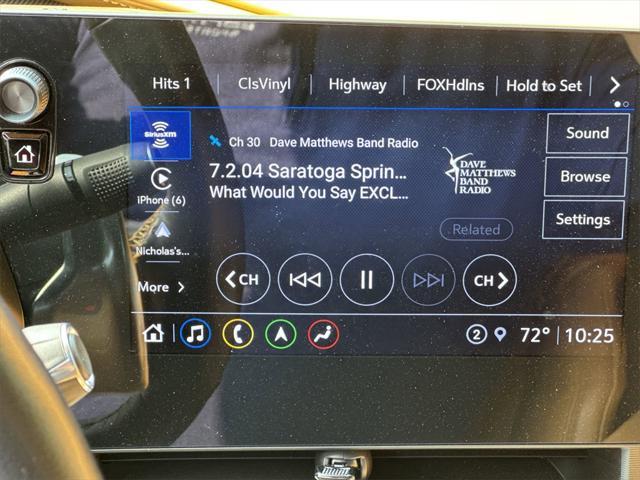 Hits 1 ClsVinyl Highway FOXHdlns Hold to Set
SiriusXM
Ch 30 Dave Matthews Band Radio
7.2.04 Saratoga Sprin...
What Would You Say EXCL...
DAVE
MATTHEWS
BAND
RADIO
Sound
Browse
Settings
iPhone (6)
Nicholas's...
Related
More
CH
CH
2 72° 10:25